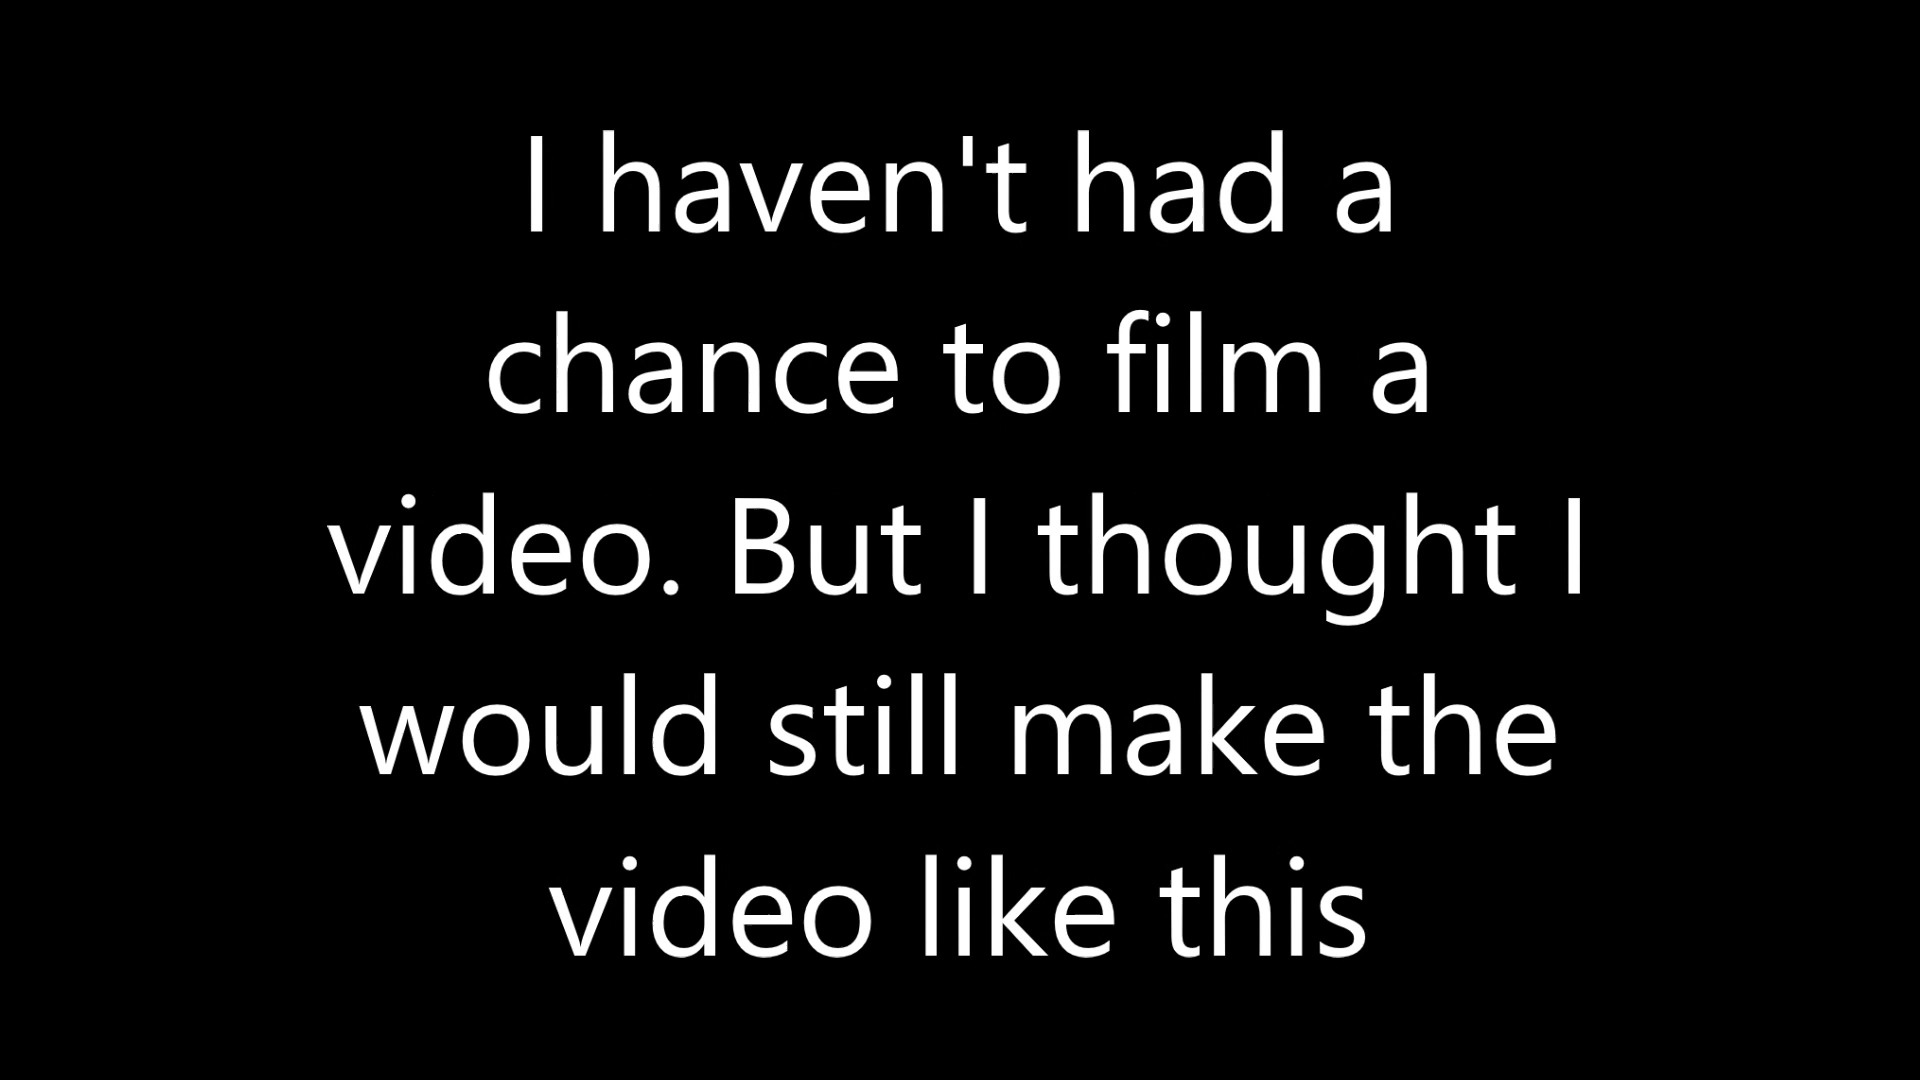 I haven't had a
chance to film a
video. But I thought I
would still make the
video like this